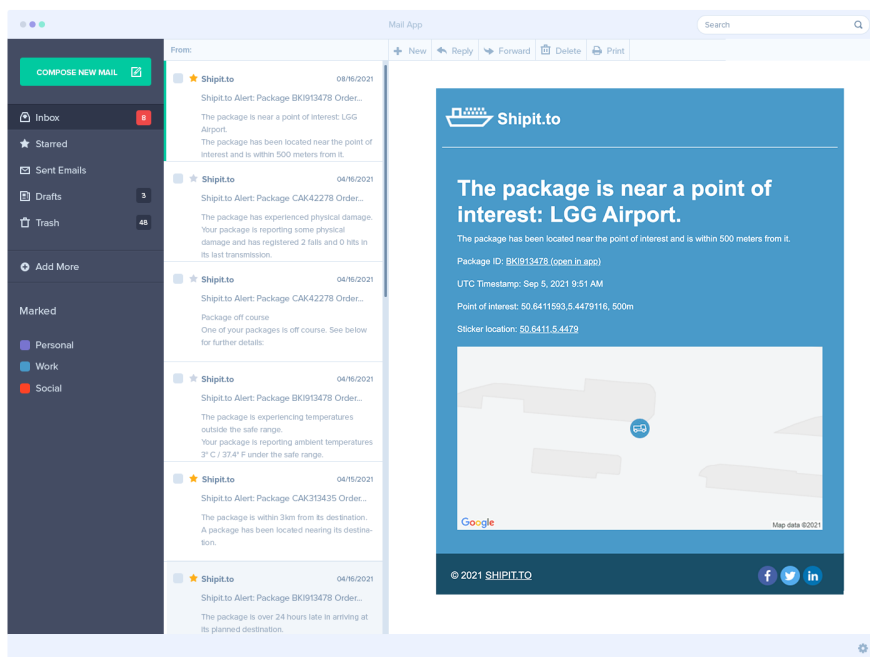 Mail App
Search
COMPOSE NEW MAIL
Inbox 8
Starred
Sent Emails
Drafts 3
Trash 48
Add More
Marked
Personal
Work
Social
From:
Shipit.to 08/16/2021
Shipit.to Alert: Package BKI913478 Order...
The package is near a point of interest: LGG
Airport.
The package has been located near the point of
interest and is within 500 meters from it.
Shipit.to 04/16/2021
Shipit.to Alert: Package CAK42278 Order...
The package has experienced physical damage.
Your package is reporting some physical
damage and has registered 2 falls and 0 hits in
its last transmission.
Shipit.to 04/16/2021
Shipit.to Alert: Package CAK42278 Order...
Package off course
One of your packages is off course. See below
for further details:
Shipit.to 04/16/2021
Shipit.to Alert: Package BKI913478 Order...
The package is experiencing temperatures
outside the safe range.
Your package is reporting ambient temperatures
3° C / 37.4° F under the safe range.
Shipit.to 04/15/2021
Shipit.to Alert: Package CAK313435 Order...
The package is within 3km from its destination.
A package has been located nearing its destina-
tion.
Shipit.to 04/16/2021
Shipit.to Alert: Package BKI913478 Order...
The package is over 24 hours late in arriving at
its planned destination.
New Reply Forward Delete Print
Shipit.to
The package is near a point of
interest: LGG Airport.
The package has been located near the point of interest and is within 500 meters from it.
Package ID: BKI913478 (open in app)
UTC Timestamp: Sep 5, 2021 9:51 AM
Point of interest: 50.6411593,5.4479116, 500m
Sticker location: 50.6411,5.4479
Google
Map data ©2021
© 2021 SHIPIT.TO